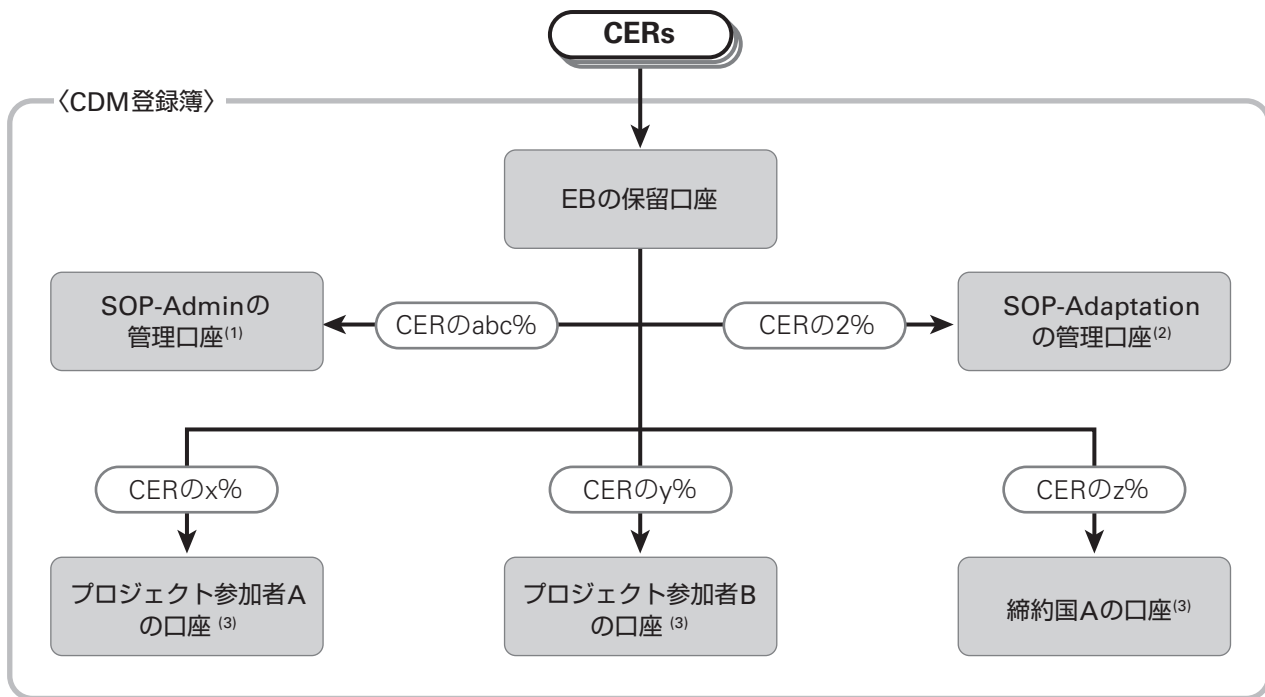 CERs
〈CDM登録簿〉
EBの保留口座
SOP-Adminの
管理口座(1)
CERのabc%
CERの2%
SOP-Adaptation
の管理口座(2)
CERのx%
CERのy%
CERのz%
プロジェクト参加者A
の口座 (3)
プロジェクト参加者B
の口座 (3)
締約国Aの口座(3)